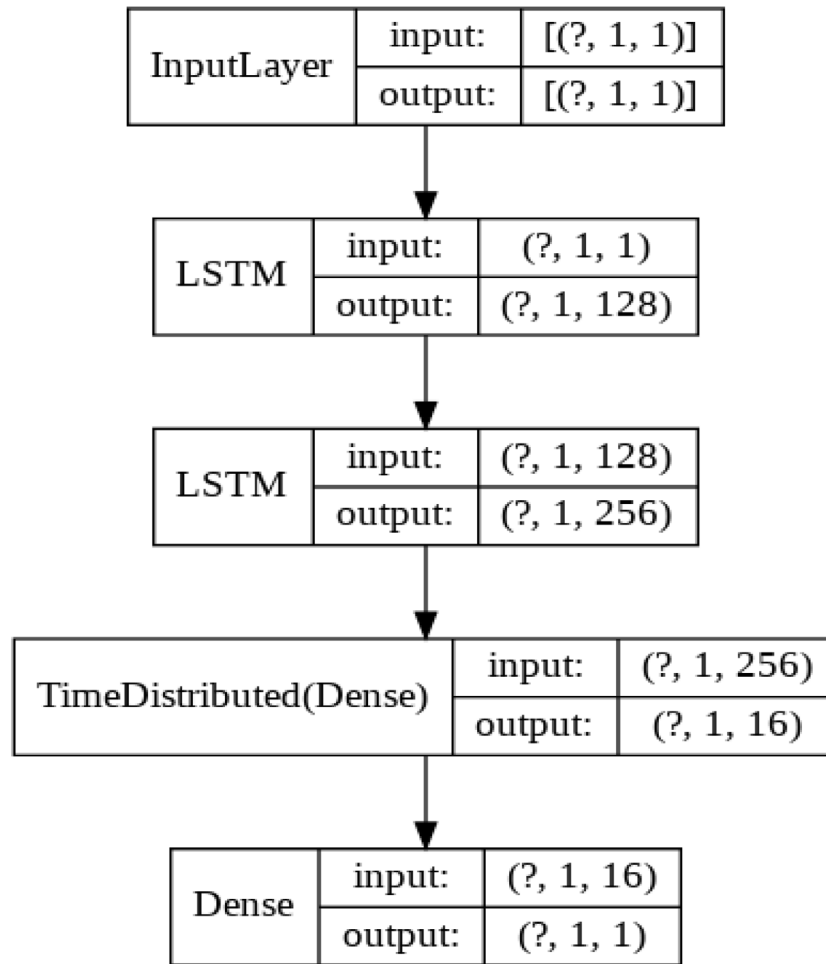 InputLayer
input: [(?, 1, 1)]
output: [(?, 1, 1)]
LSTM
input: (?, 1, 1)
output: (?, 1, 128)
LSTM
input: (?, 1, 128)
output: (?, 1, 256)
TimeDistributed(Dense)
input: (?, 1, 256)
output: (?, 1, 16)
Dense
input: (?, 1, 16)
output: (?, 1, 1)